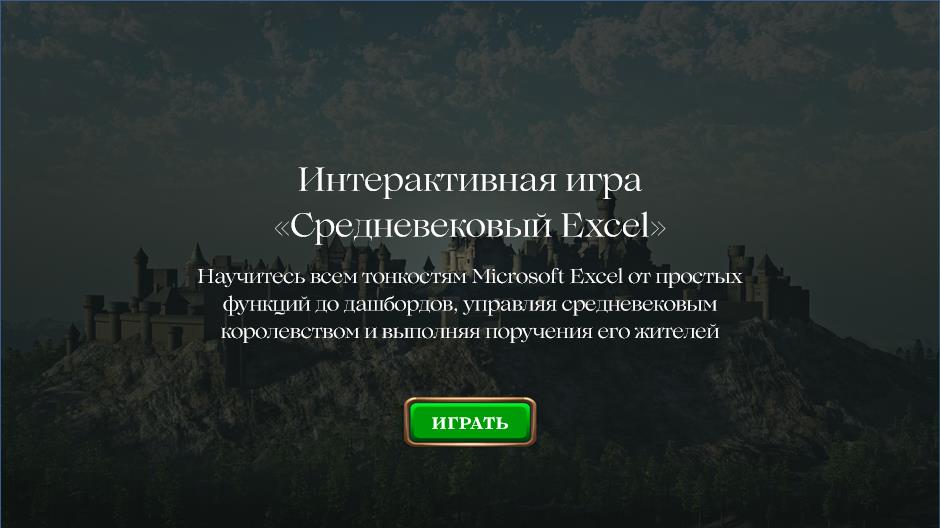 Интерактивная игра
«Средневековый Excel»
Научитесь всем тонкостям Microsoft Excel от простых
функций до дашбордов, управляя средневековым
королевством и выполняя поручения его жителей
ИГРАТЬ